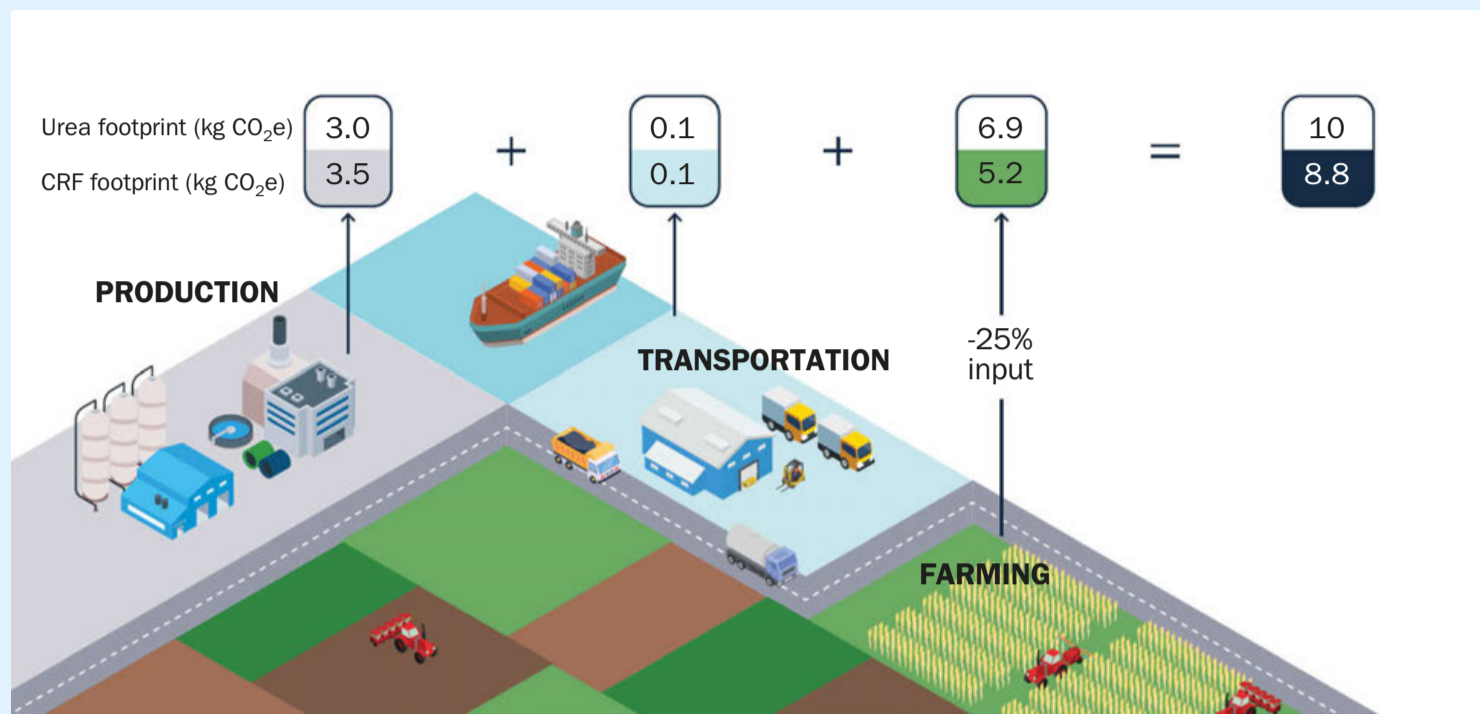 Urea footprint (kg CO₂e) 3.0 + 0.1 + 6.9 = 10
CRF footprint (kg CO₂e) 3.5 0.1 5.2 8.8
PRODUCTION
TRANSPORTATION
-25%
input
FARMING